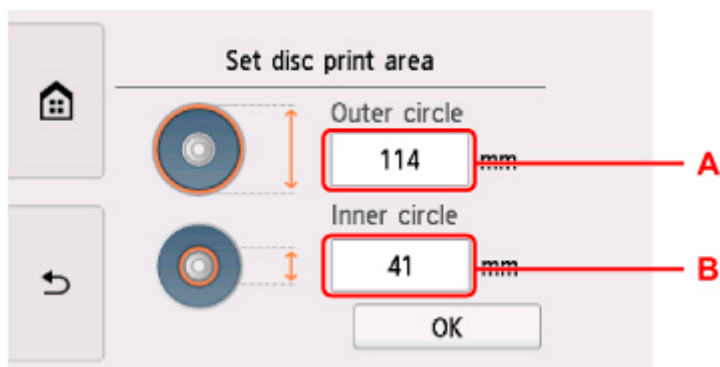 Set disc print area
Outer circle
114 mm
A
Inner circle
41 mm
B
OK